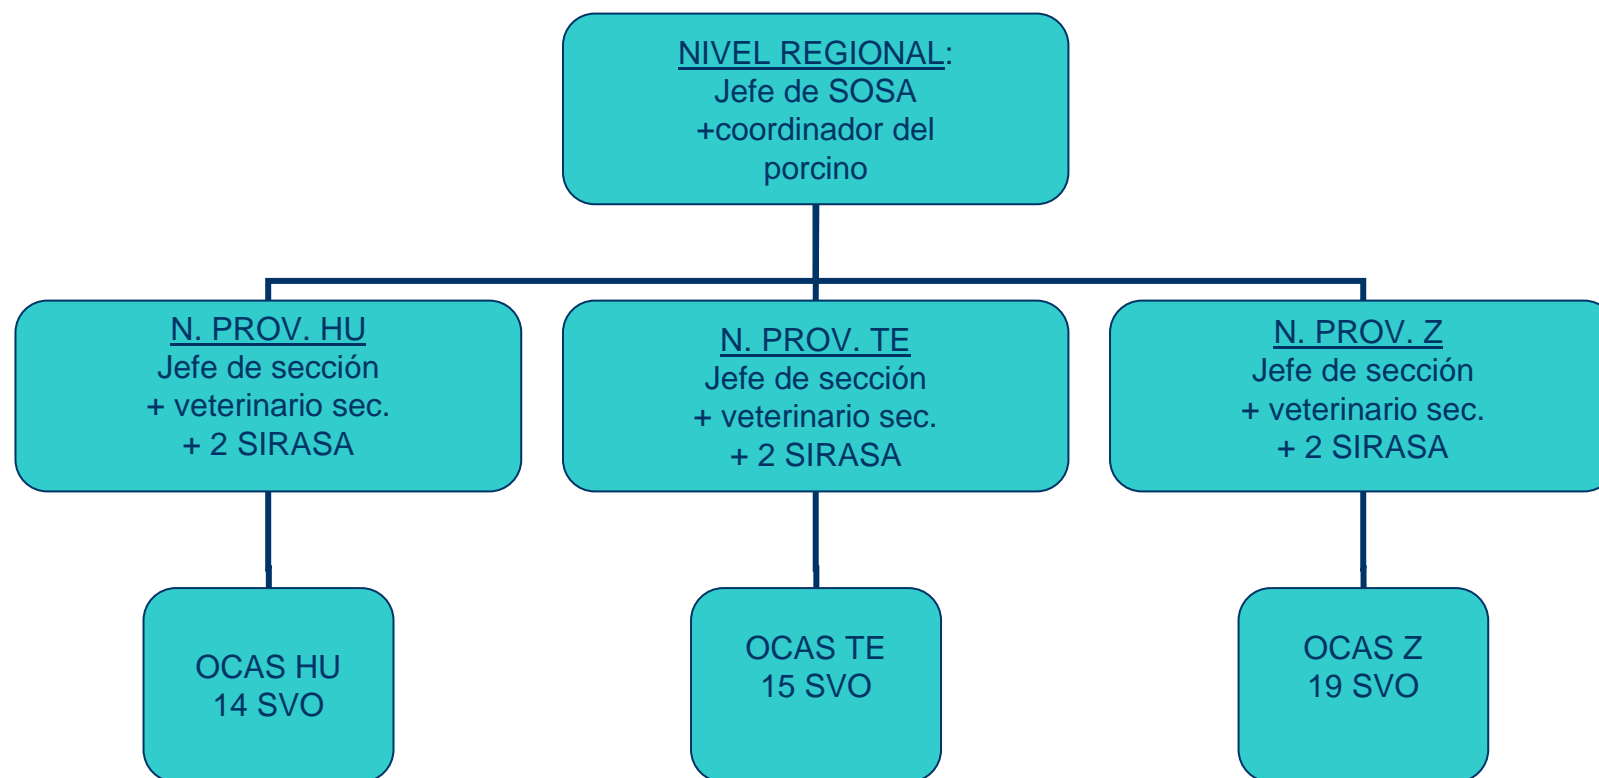 NIVEL REGIONAL:
Jefe de SOSA
+coordinador del
porcino
N. PROV. HU
Jefe de sección
+ veterinario sec.
+ 2 SIRASA
N. PROV. TE
Jefe de sección
+ veterinario sec.
+ 2 SIRASA
N. PROV. Z
Jefe de sección
+ veterinario sec.
+ 2 SIRASA
OCAS HU
14 SVO
OCAS TE
15 SVO
OCAS Z
19 SVO